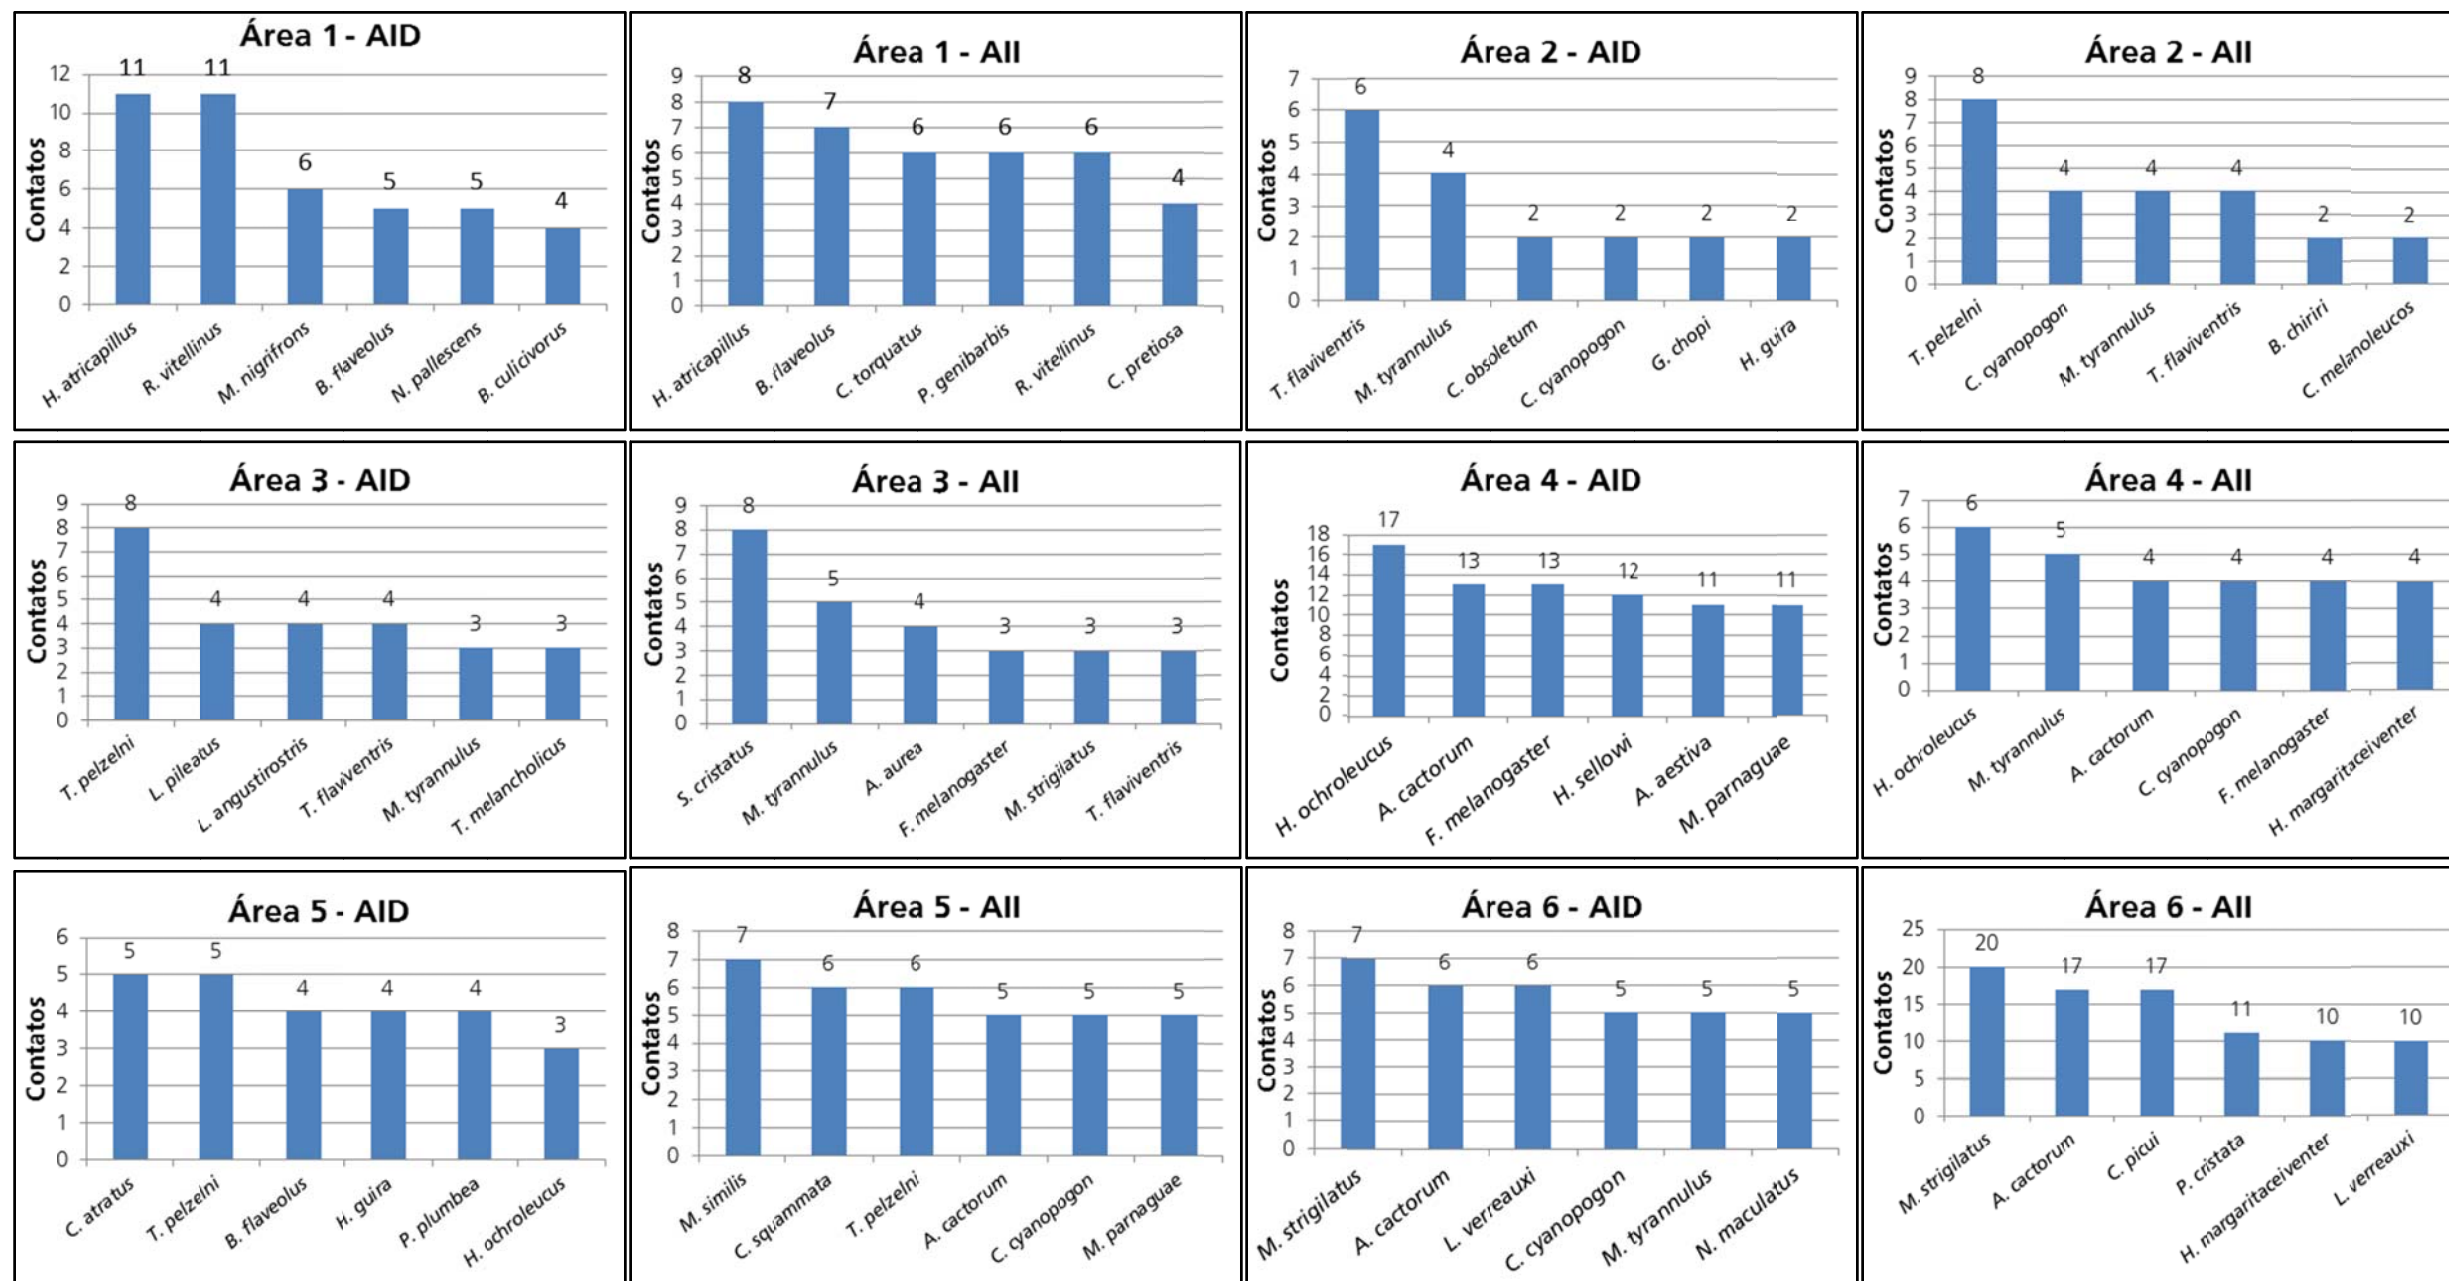 Área 1 - AID
Contatos
12
10
8
6
4
2
0
11
11
6
5
5
4
H. atricapillus
R. vitellinus
M. nigrifrons
B. flaveolus
N. pallescens
B. culicivorus
Área 1 - AII
Contatos
9
8
7
6
5
4
3
2
1
0
8
7
6
6
6
4
H. atricapillus
B. flaveolus
C. torquatus
P. genibarbis
R. vitellinus
C. pretiosa
Área 2 - AID
Contatos
7
6
5
4
3
2
1
0
6
4
2
2
2
2
T. flaviventris
M. tyrannulus
C. obsoletum
C. cyanopogon
G. chopi
H. guira
Área 2 - AII
Contatos
9
8
7
6
5
4
3
2
1
0
8
4
4
4
2
2
T. pelzelni
C. cyanopogon
M. tyrannulus
T. flaviventris
B. chiriri
C. melanoleucos
Área 3 - AID
Contatos
9
8
7
6
5
4
3
2
1
0
8
4
4
4
3
3
T. pelzelni
L. pileatus
L. angustirostris
T. flaviventris
M. tyrannulus
T. melancholicus
Área 3 - AII
Contatos
9
8
7
6
5
4
3
2
1
0
8
5
4
3
3
3
S. cristatus
M. tyrannulus
A. aurea
F. melanogaster
M. strigilatus
T. flaviventris
Área 4 - AID
Contatos
18
16
14
12
10
8
6
4
2
0
17
13
13
12
11
11
H. ochroleucus
A. cactorum
F. melanogaster
H. sellowi
A. aestiva
M. parnaguae
Área 4 - AII
Contatos
7
6
5
4
3
2
1
0
6
5
4
4
4
4
H. ochroleucus
M. tyrannulus
A. cactorum
C. cyanopogon
F. melanogaster
H. margaritaceiventer
Área 5 - AID
Contatos
6
5
4
3
2
1
0
5
5
4
4
4
3
C. atratus
T. pelzelni
B. flaveolus
H. guira
P. plumbea
H. ochroleucus
Área 5 - AII
Contatos
8
7
6
5
4
3
2
1
0
7
6
6
5
5
5
M. similis
C. squammata
T. pelzelni
A. cactorum
C. cyanopogon
M. parnaguae
Área 6 - AID
Contatos
8
7
6
5
4
3
2
1
0
7
6
6
5
5
5
M. strigilatus
A. cactorum
L. verreauxi
C. cyanopogon
M. tyrannulus
N. maculatus
Área 6 - AII
Contatos
25
20
15
10
5
0
20
17
17
11
10
10
M. strigilatus
A. cactorum
C. picui
P. cristata
H. margaritaceiventer
L. verreauxi